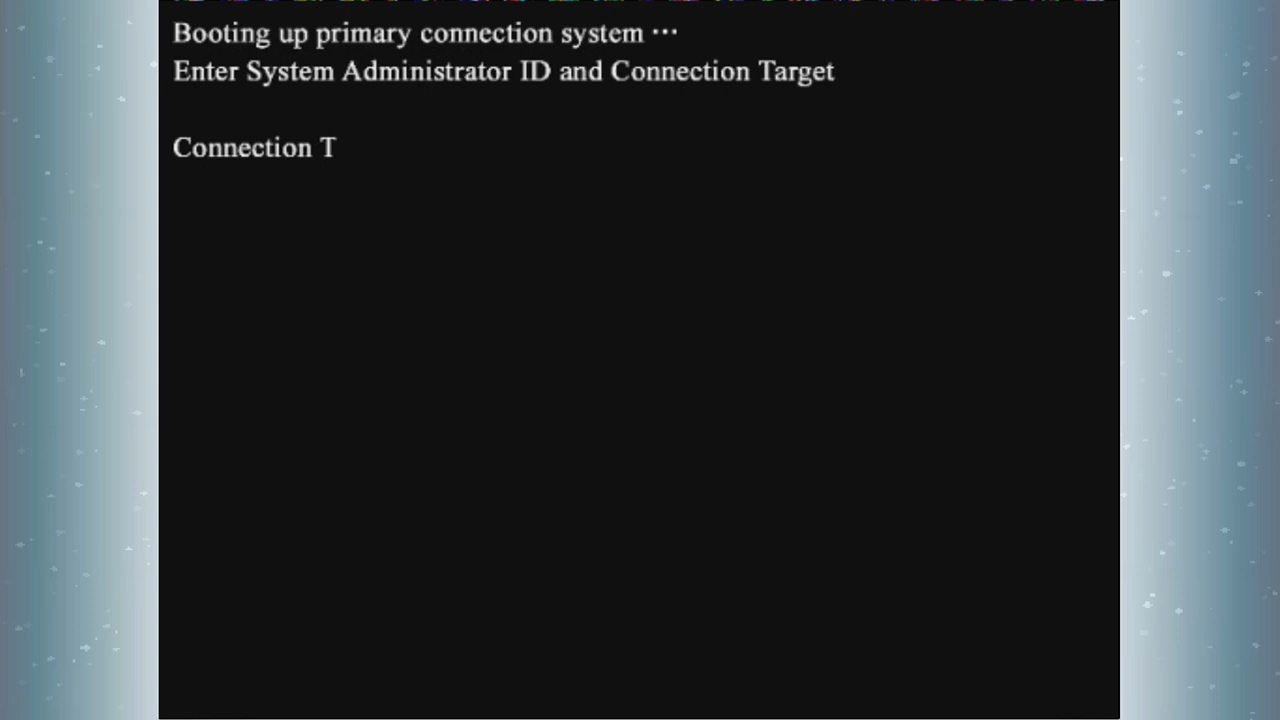 Booting up primary connection system ⋯
Enter System Administrator ID and Connection Target
Connection T